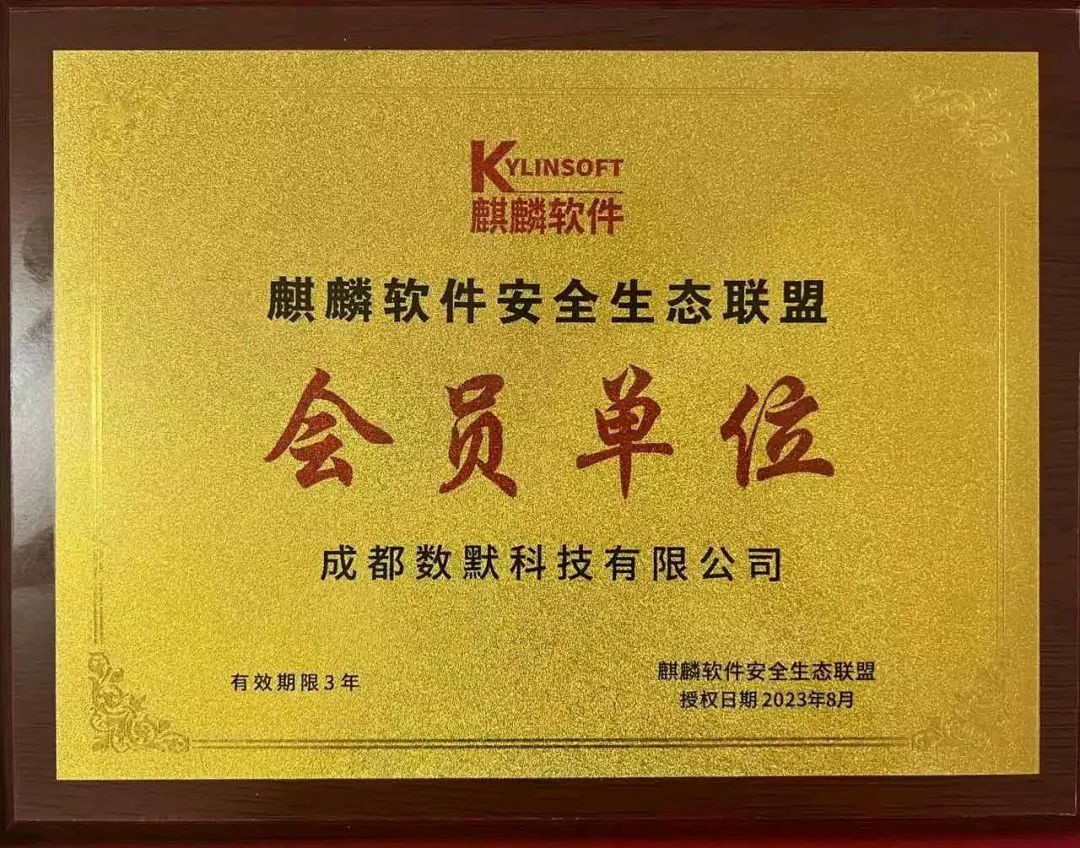 KYLINSOFT
麒麟软件
麒麟软件安全生态联盟
会员单位
成都数默科技有限公司
有效期限3年
麒麟软件安全生态联盟
授权日期2023年8月